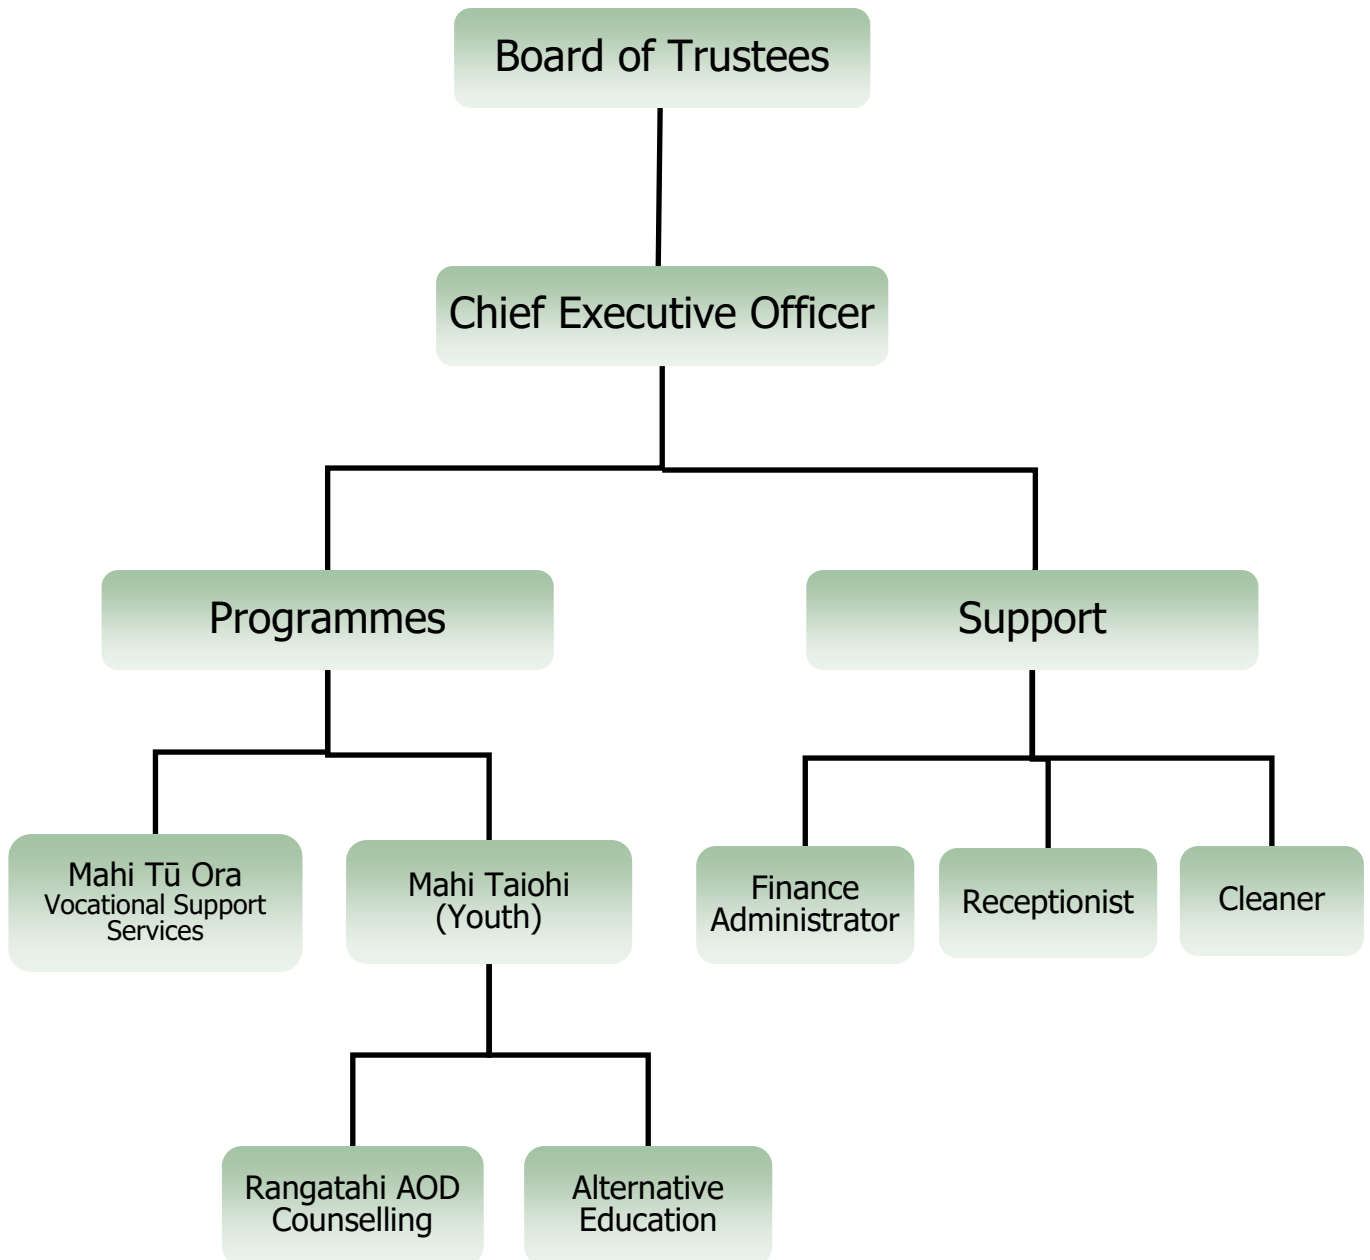 Board of Trustees
Chief Executive Officer
Programmes
Support
Mahi Tū Ora
Vocational Support
Services
Mahi Taiohi
(Youth)
Finance
Administrator
Receptionist
Cleaner
Rangatahi AOD
Counselling
Alternative
Education